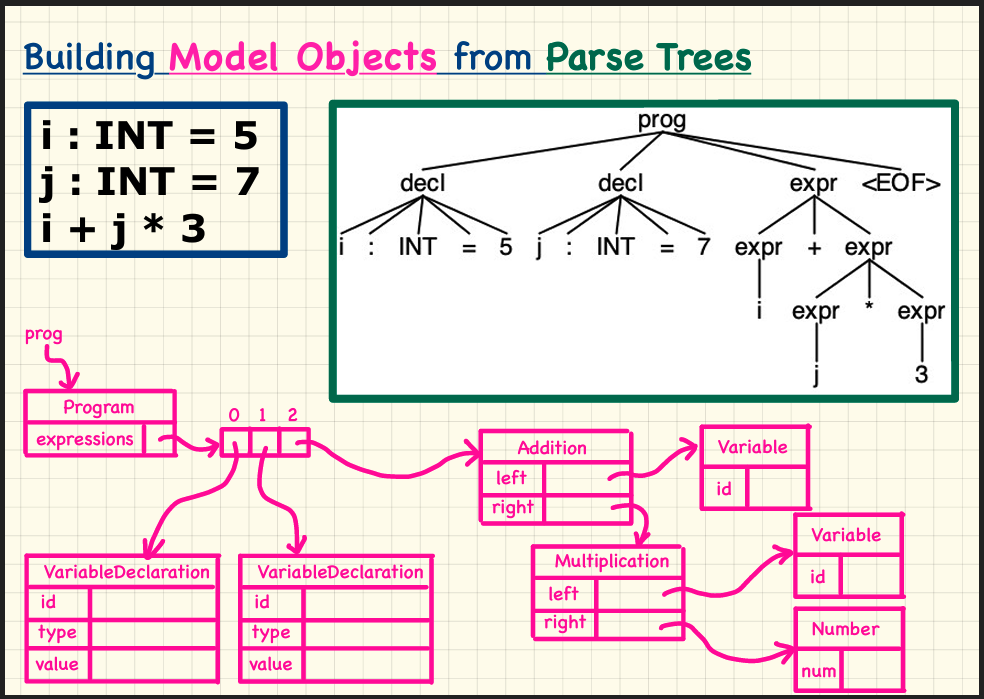 Building Model Objects from Parse Trees
i : INT = 5
j : INT = 7
i + j * 3
prog
decl decl expr <EOF>
i : INT = 5 j : INT = 7 expr + expr
i expr * expr
j 3
prog
Program
expressions
0 1 2
Addition
left
right
Variable
id
Multiplication
left
right
Variable
id
Number
num
VariableDeclaration
id
type
value
VariableDeclaration
id
type
value